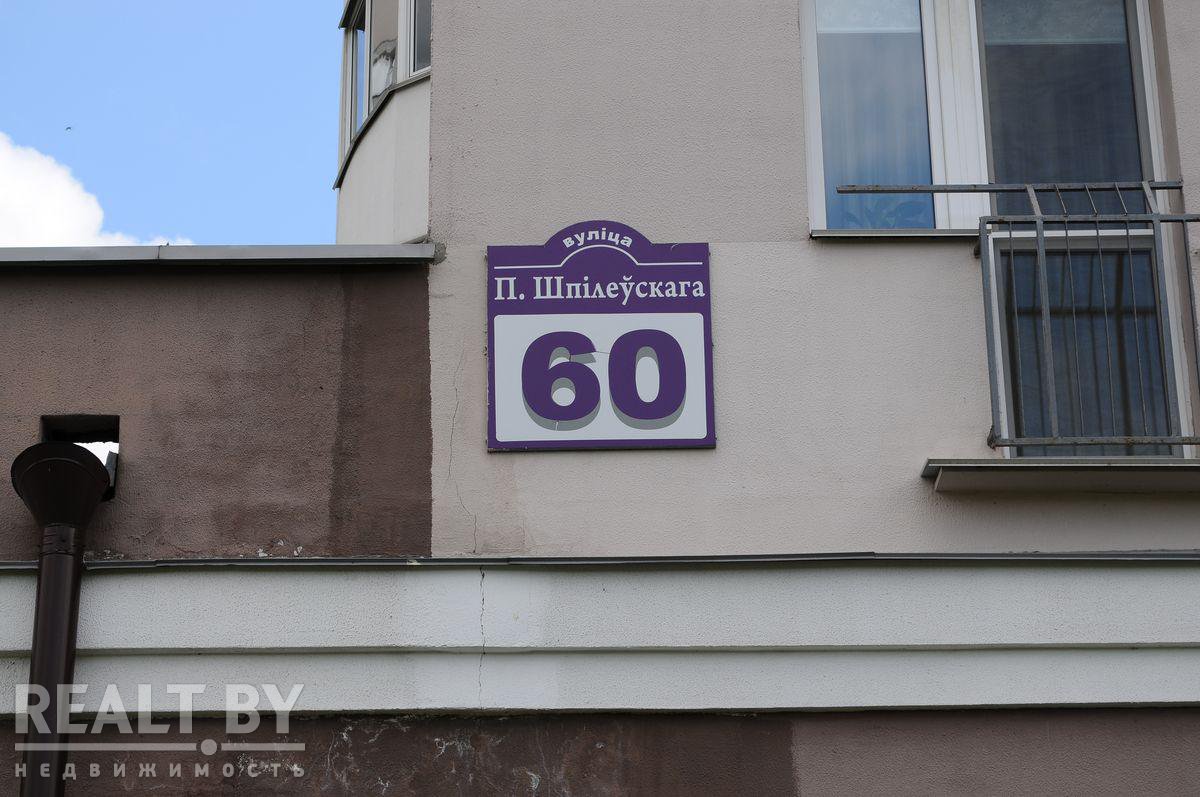 вуліца
П. Шпілеўскага
60
REALT.BY
недвижимость